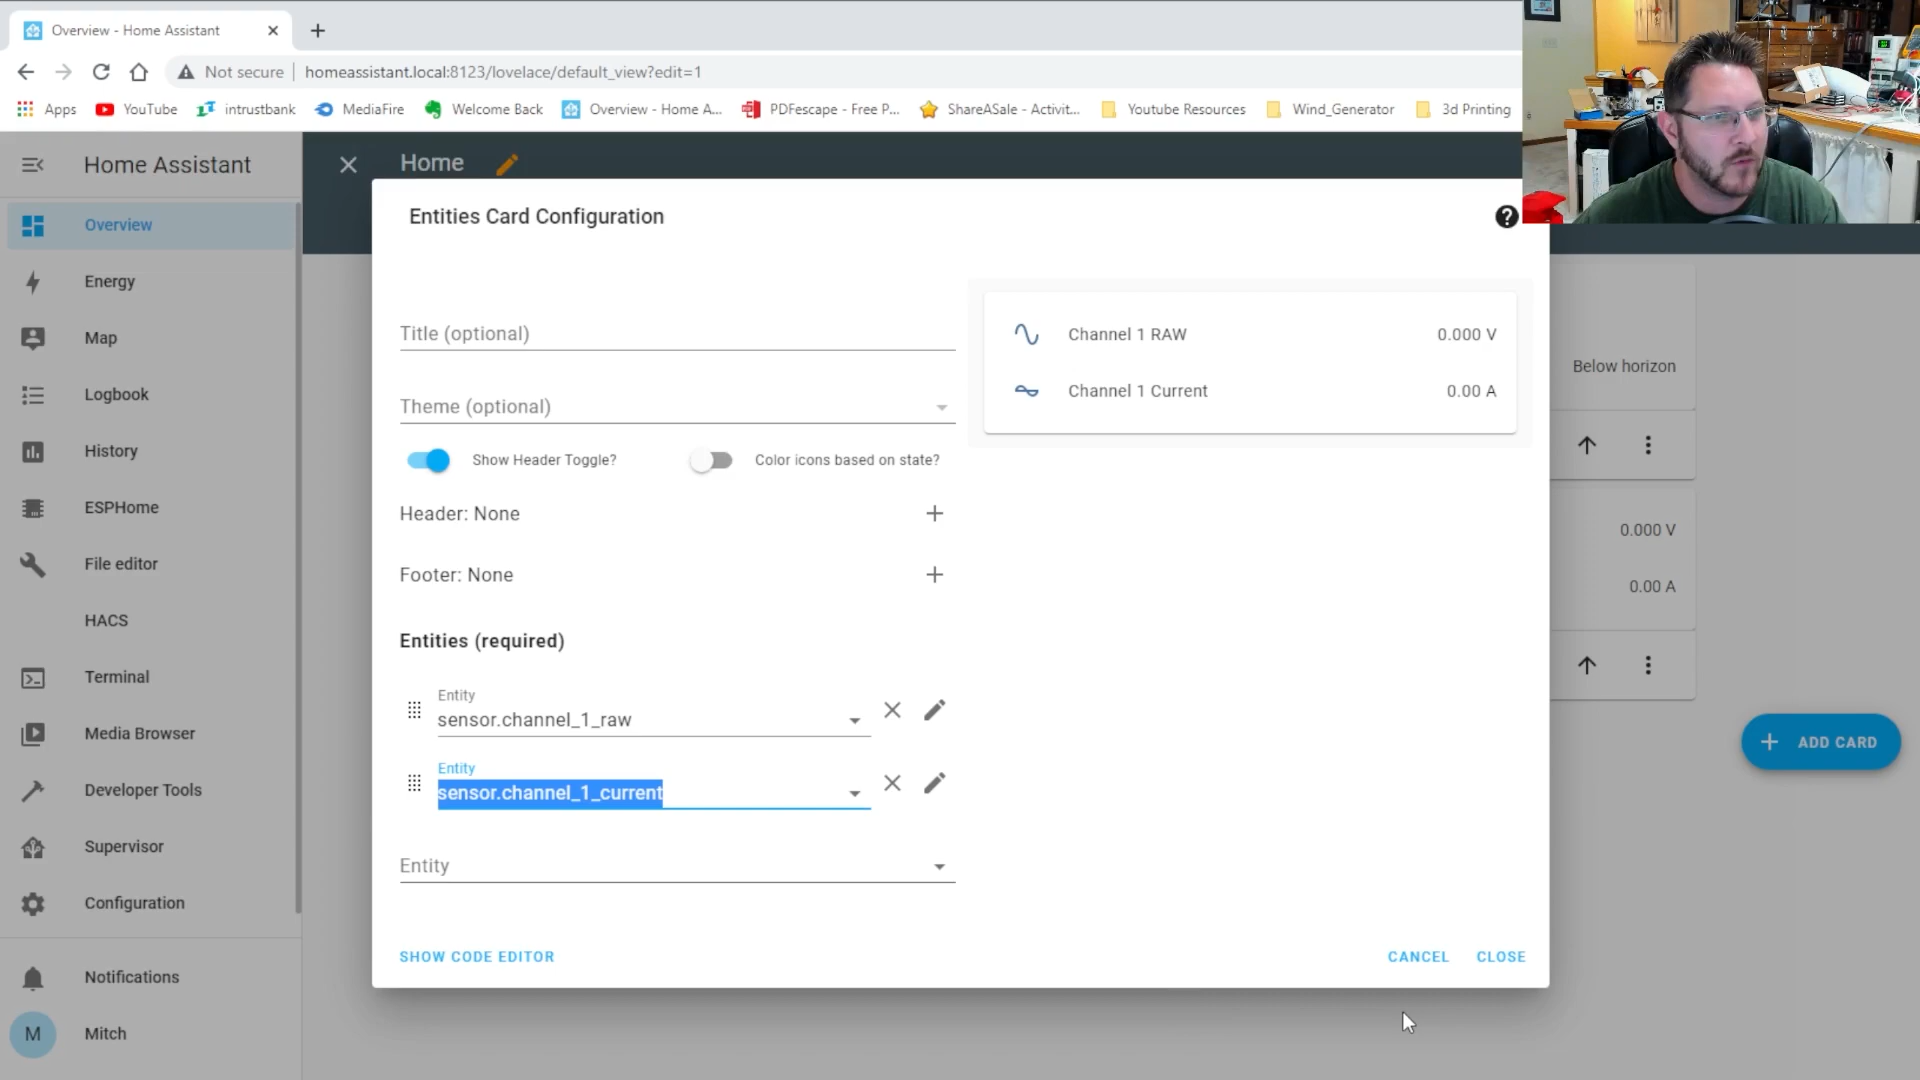 Overview - Home Assistant
Not secure
homeassistant.local:8123/lovelace/default_view?edit=1
Apps
YouTube
intrustbank
MediaFire
Welcome Back
Overview - Home A...
PDFescape - Free P...
ShareASale - Activit...
Youtube Resources
Wind_Generator
3d Printing
Home Assistant
Home
Overview
Energy
Map
Logbook
History
ESPHome
File editor
HACS
Terminal
Media Browser
Developer Tools
Supervisor
Configuration
Notifications
M
Mitch
Entities Card Configuration
Title (optional)
Theme (optional)
Show Header Toggle?
Color icons based on state?
Header: None
Footer: None
Entities (required)
Entity
sensor.channel_1_raw
Entity
sensor.channel_1_current
Entity
SHOW CODE EDITOR
CANCEL
CLOSE
Channel 1 RAW
0.000 V
Channel 1 Current
0.00 A
Below horizon
0.000 V
0.00 A
ADD CARD